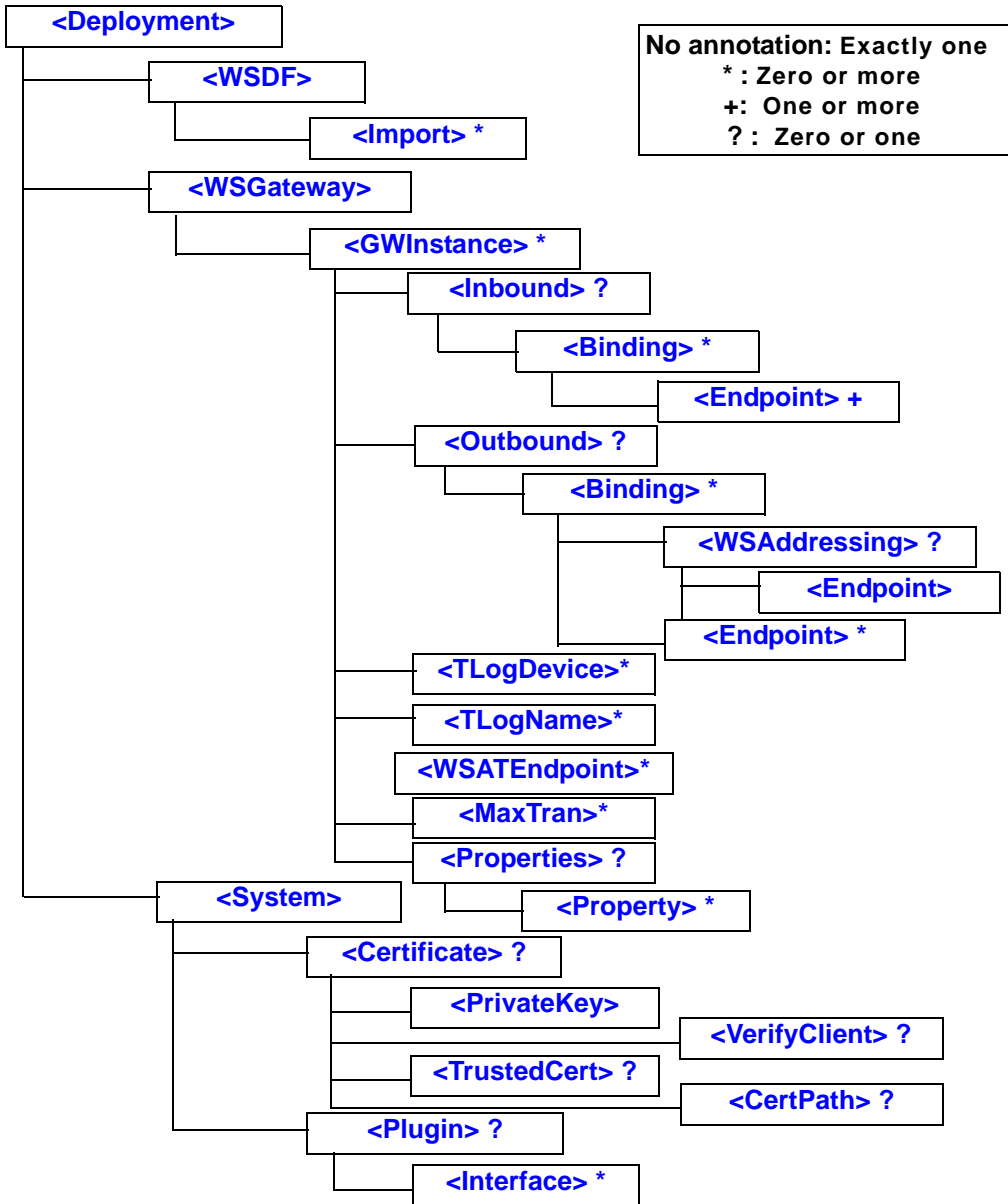 <Deployment>
No annotation: Exactly one
* : Zero or more
+: One or more
? : Zero or one
<WSDF>
<Import> *
<WSGateway>
<GWInstance> *
<Inbound> ?
<Binding> *
<Endpoint> +
<Outbound> ?
<Binding> *
<WSAddressing> ?
<Endpoint>
<Endpoint> *
<TLogDevice>*
<TLogName>*
<WSATEndpoint>*
<MaxTran>*
<Properties> ?
<System>
<Property> *
<Certificate> ?
<PrivateKey>
<VerifyClient> ?
<TrustedCert> ?
<CertPath> ?
<Plugin> ?
<Interface> *